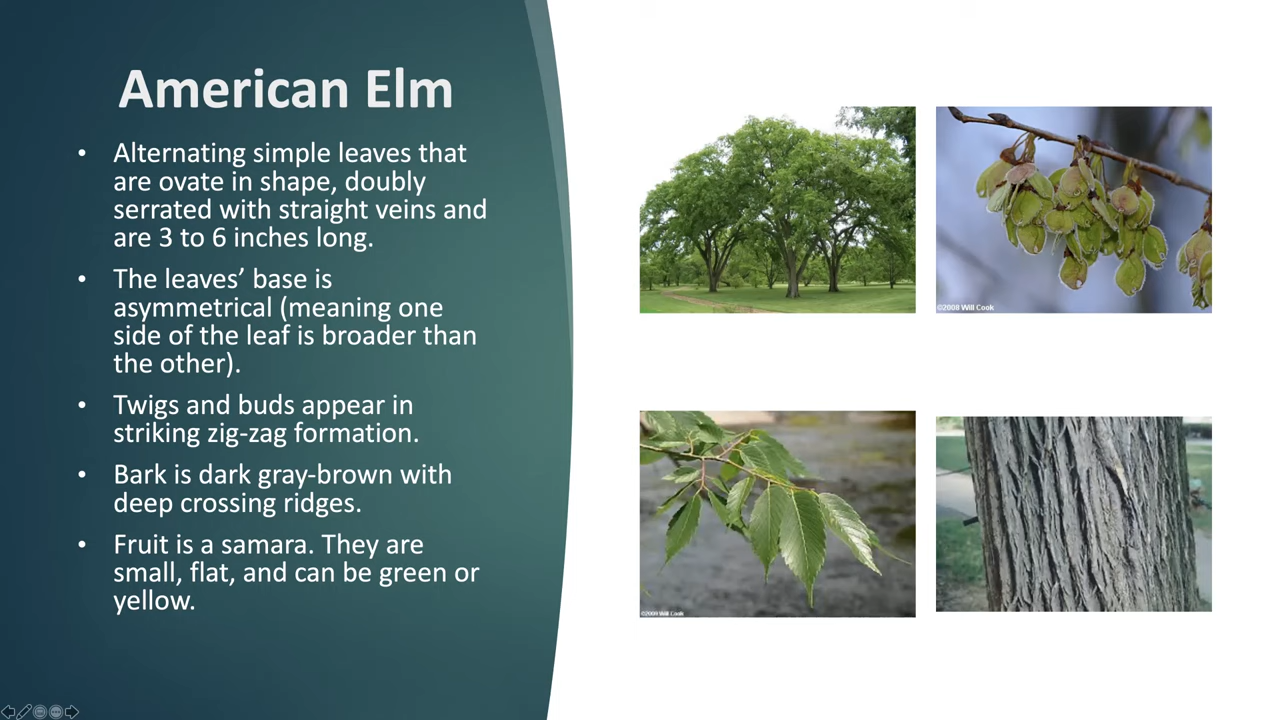 American Elm
• Alternating simple leaves that
are ovate in shape, doubly
serrated with straight veins and
are 3 to 6 inches long.
• The leaves’ base is
asymmetrical (meaning one
side of the leaf is broader than
the other).
• Twigs and buds appear in
striking zig-zag formation.
• Bark is dark gray-brown with
deep crossing ridges.
• Fruit is a samara. They are
small, flat, and can be green or
yellow.
©2008 Will Cook
©2009 Will Cook